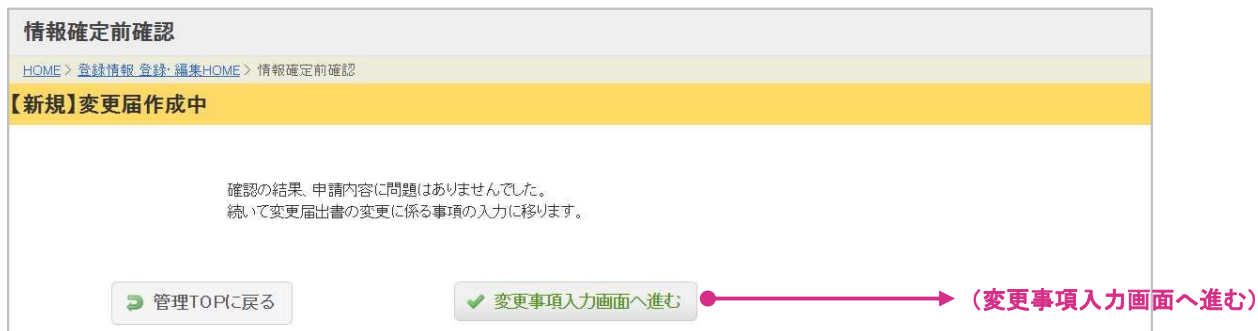 情報確定前確認
HOME > 登録情報 登録・編集HOME > 情報確定前確認
【新規】変更届作成中
確認の結果、申請内容に問題はありませんでした。
続いて変更届出書の変更に係る事項の入力に移ります。
管理TOPに戻る
変更事項入力画面へ進む
（変更事項入力画面へ進む）